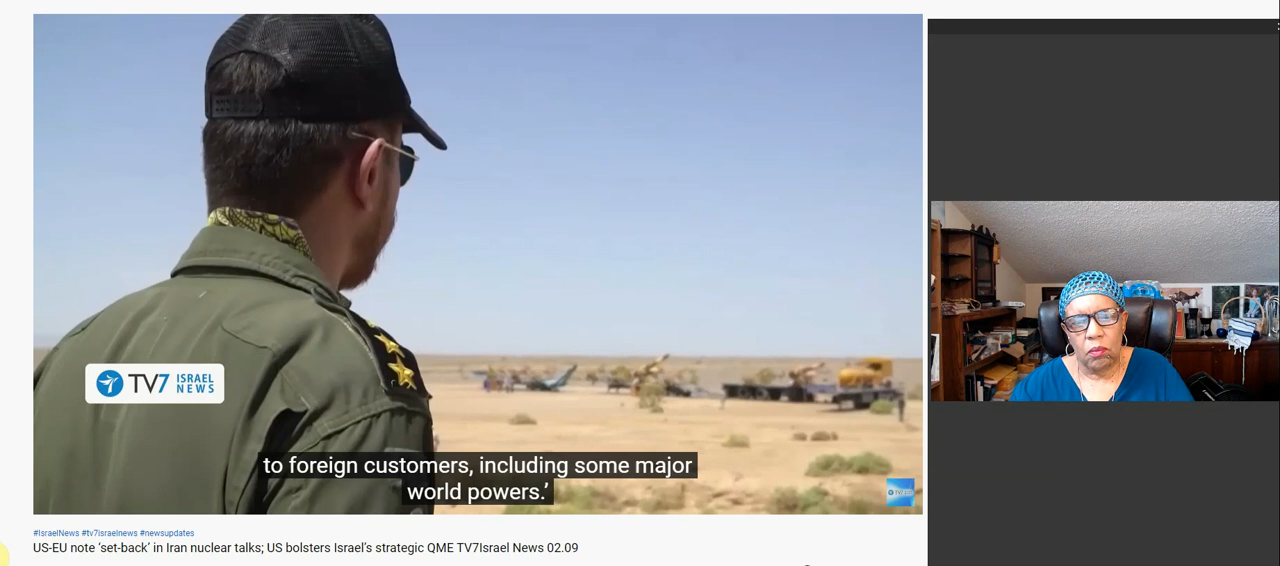 TV7 ISRAEL
NEWS
to foreign customers, including some major
world powers.'
TV7
#IsraelNews #tv7israelnews #newsupdates
US-EU note ‘set-back’ in Iran nuclear talks; US bolsters Israel’s strategic QME TV7Israel News 02.09